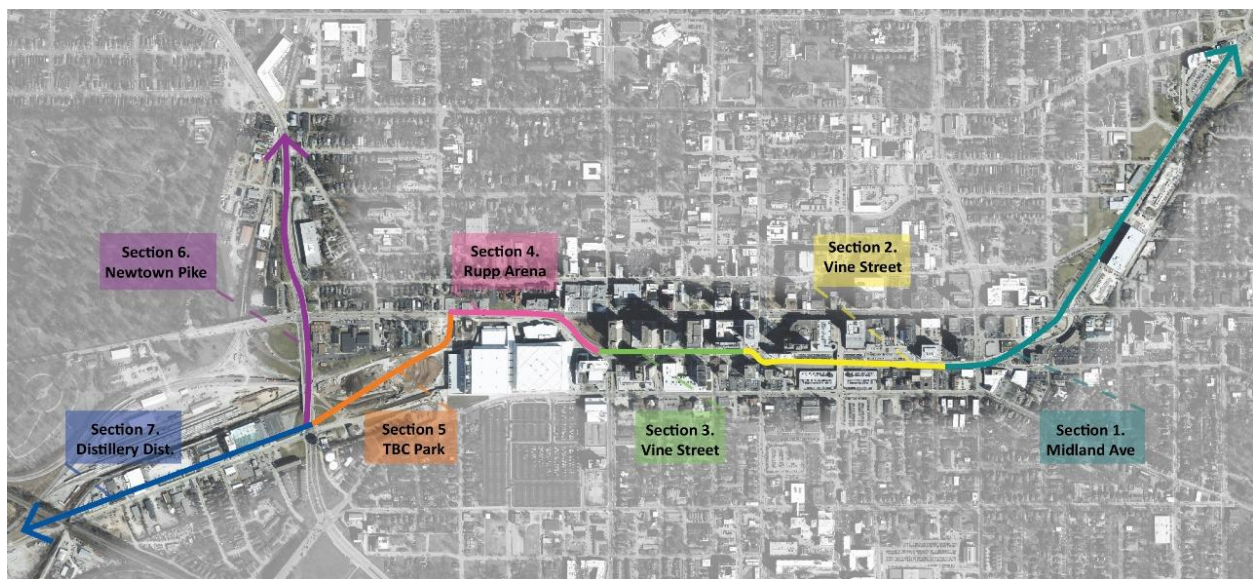 Section 6.
Newtown Pike
Section 4.
Rupp Arena
Section 2.
Vine Street
Section 7.
Distillery Dist.
Section 5
TBC Park
Section 3.
Vine Street
Section 1.
Midland Ave